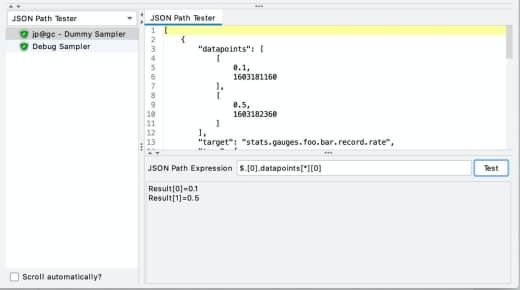 JSON Path Tester
jp@gc - Dummy Sampler
Debug Sampler
Scroll automatically?
JSON Path Tester
1 [
2 {
3 "datapoints": [
4 [
5 0.1,
6 1603181160
7 ],
8 [
9 0.5,
10 1603182360
11 ]
12 ],
13 "target": "stats.gauges.foo.bar.record.rate",
JSON Path Expression $.[0].datapoints[*][0] Test
Result[0]=0.1
Result[1]=0.5